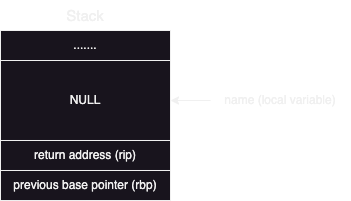 Stack
.......
NULL
name (local variable)
return address (rip)
previous base pointer (rbp)